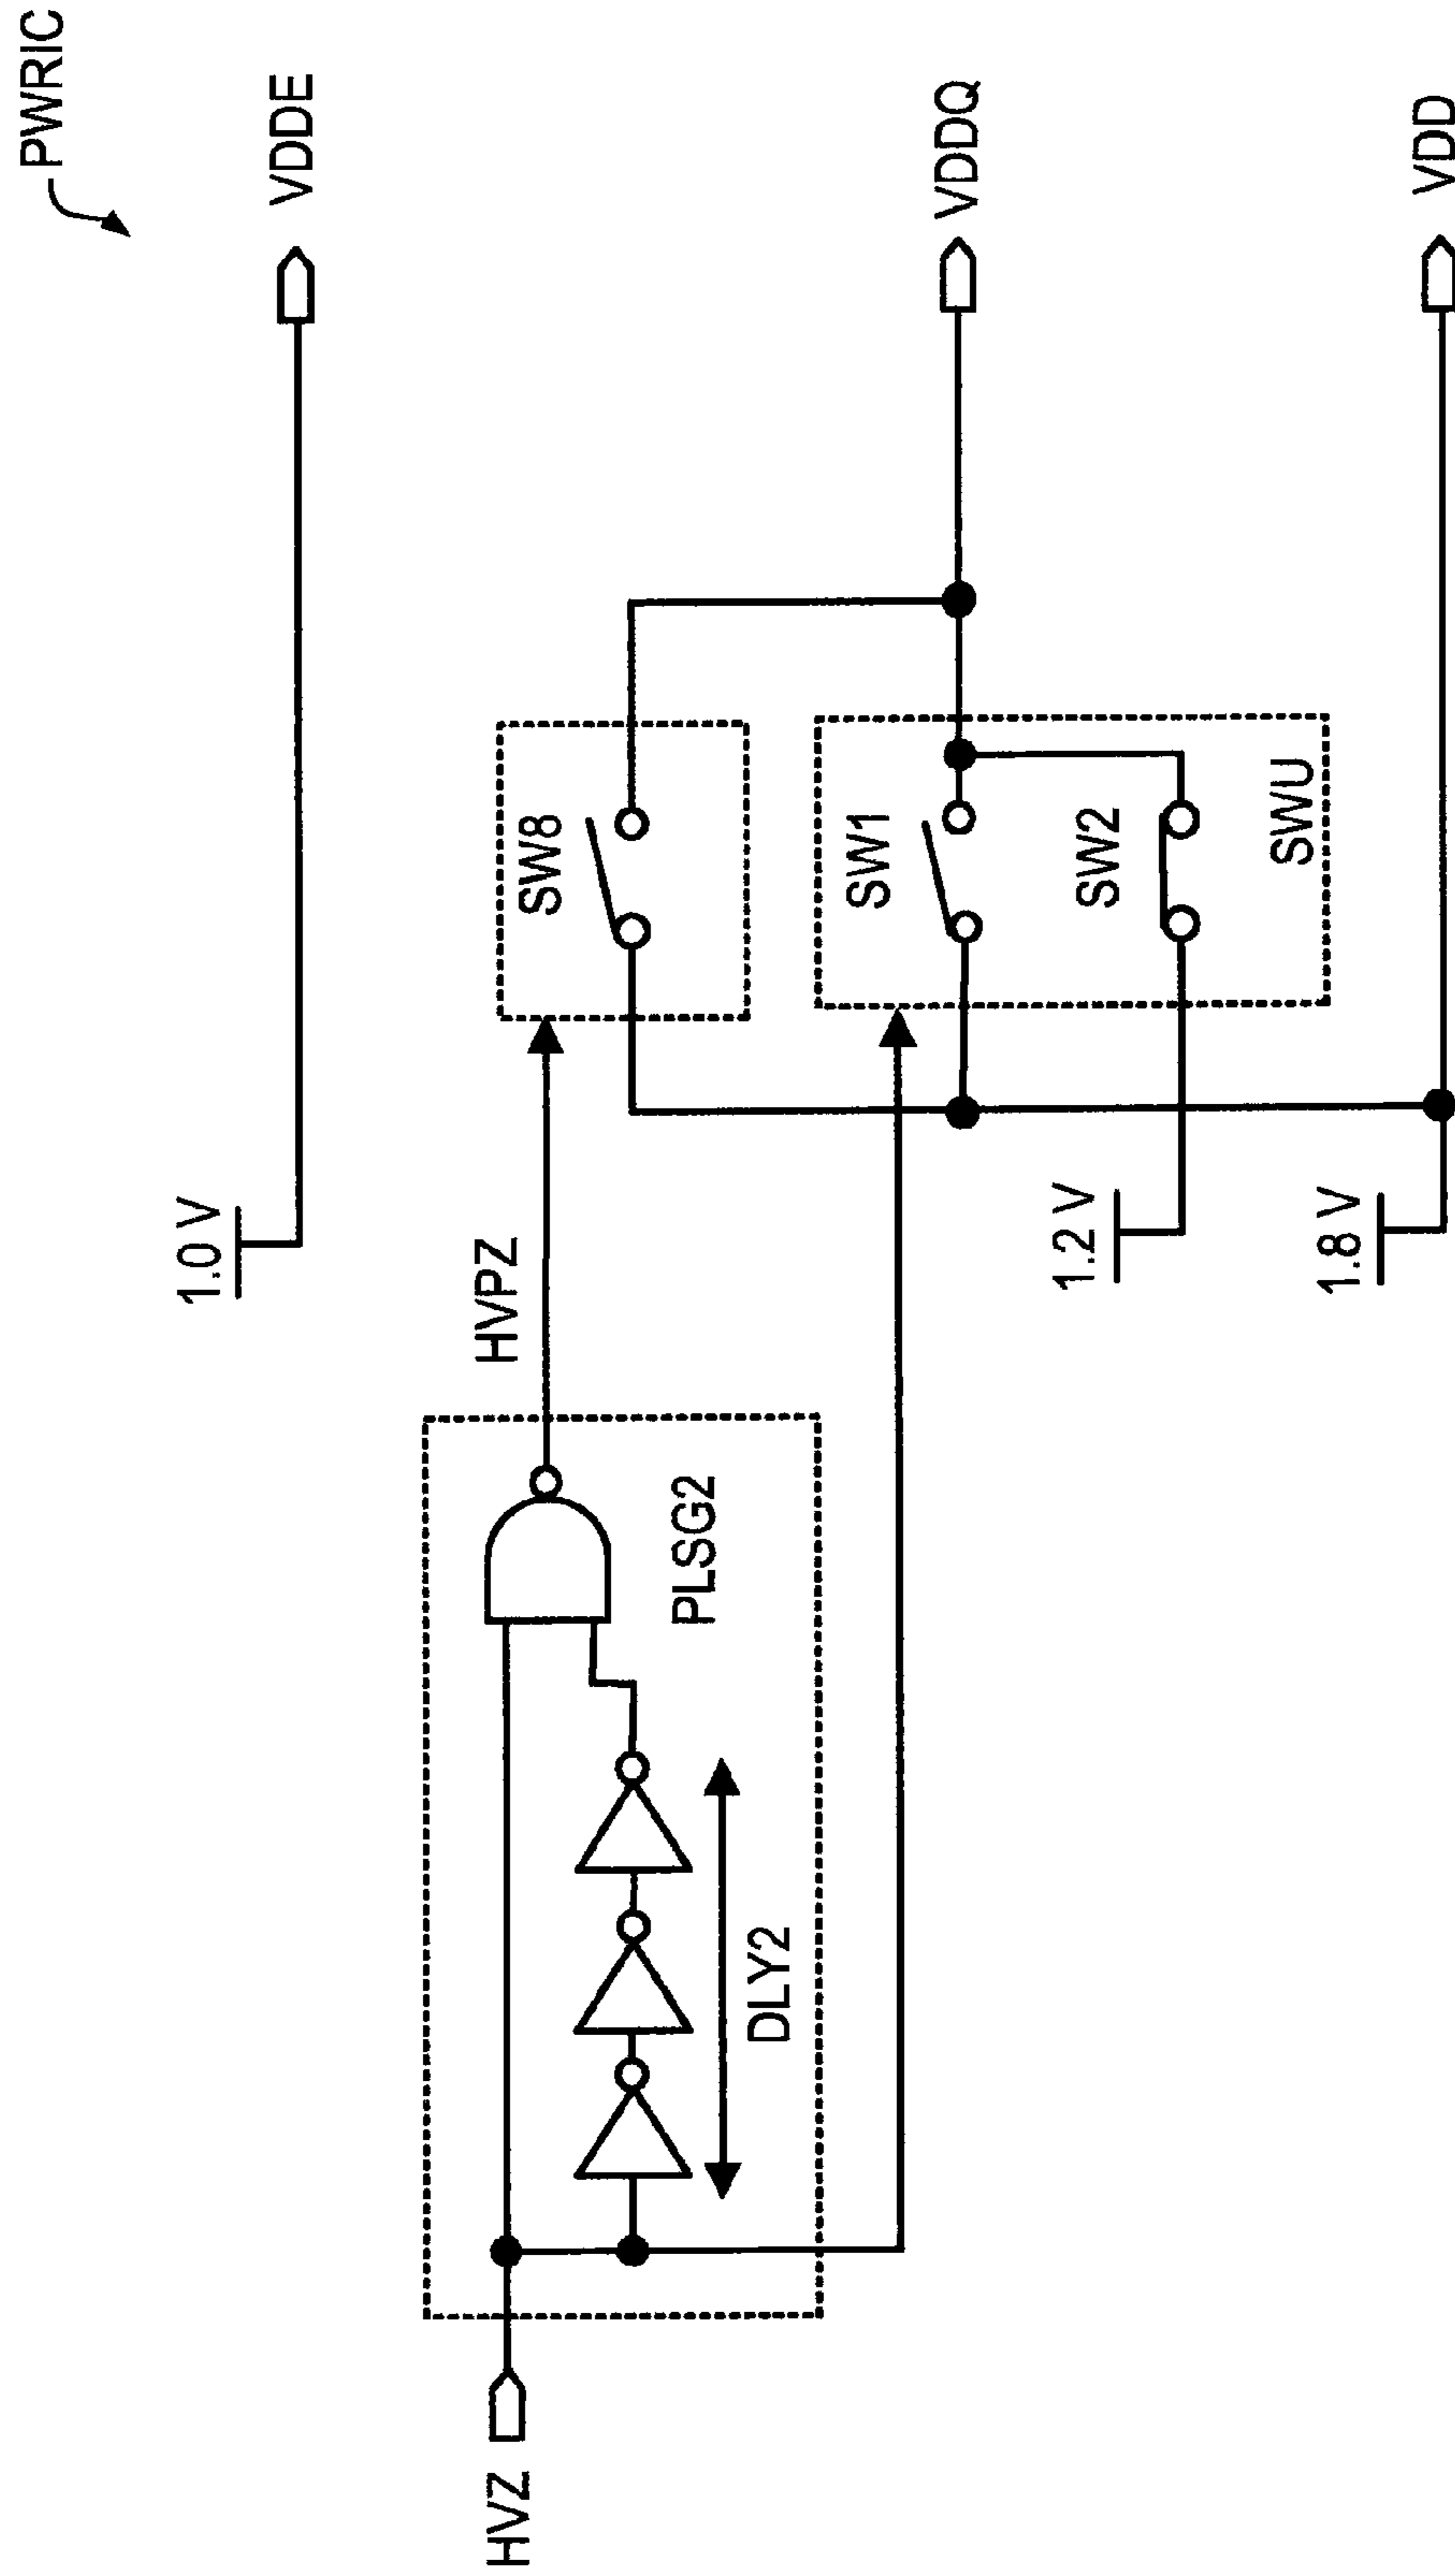 PWRIC
1.0 V
VDDE
HVZ
HVPZ
SW8
DLY2
PLSG2
SW1
VDDQ
SW2
1.2 V
SWU
1.8 V
VDD